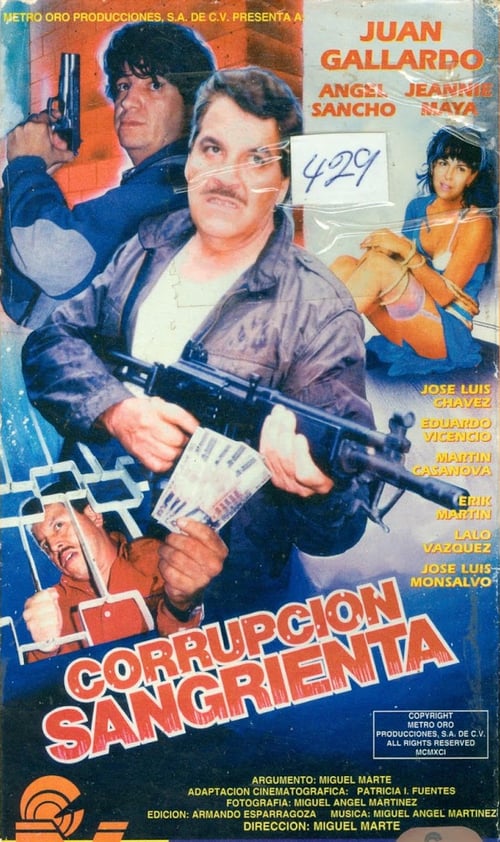 METRO ORO PRODUCCIONES, S.A. DE C.V. PRESENTA A
JUAN
GALLARDO
ANGEL JEANNIE
SANCHO MAYA
429
JOSE LUIS
CHAVEZ
EDUARDO
VICENCIO
MARTIN
CASANOVA
ERIK
MARTIN
LALO
VAZQUEZ
JOSE LUIS
MONSALVO
CORRUPCION
SANGRIENTA
COPYRIGHT
METRO ORO
PRODUCCIONES, S.A. DE C.V.
ALL RIGHTS RESERVED
MCMXCI
ARGUMENTO: MIGUEL MARTE
ADAPTACION CINEMATOGRAFICA: PATRICIA I. FUENTES
FOTOGRAFIA: MIGUEL ANGEL MARTINEZ
EDICION: ARMANDO ESPARRAGOZA MUSICA: MIGUEL ANGEL MARTINEZ
DIRECCION: MIGUEL MARTE